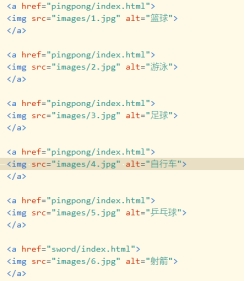 <a href="pingpong/index.html">
<img src="images/1.jpg" alt="篮球">
</a>
<a href="pingpong/index.html">
<img src="images/2.jpg" alt="游泳">
</a>
<a href="pingpong/index.html">
<img src="images/3.jpg" alt="足球">
</a>
<a href="pingpong/index.html">
<img src="images/4.jpg" alt="自行车">
</a>
<a href="pingpong/index.html">
<img src="images/5.jpg" alt="乒乓球">
</a>
<a href="sword/index.html">
<img src="images/6.jpg" alt="射箭">
</a>